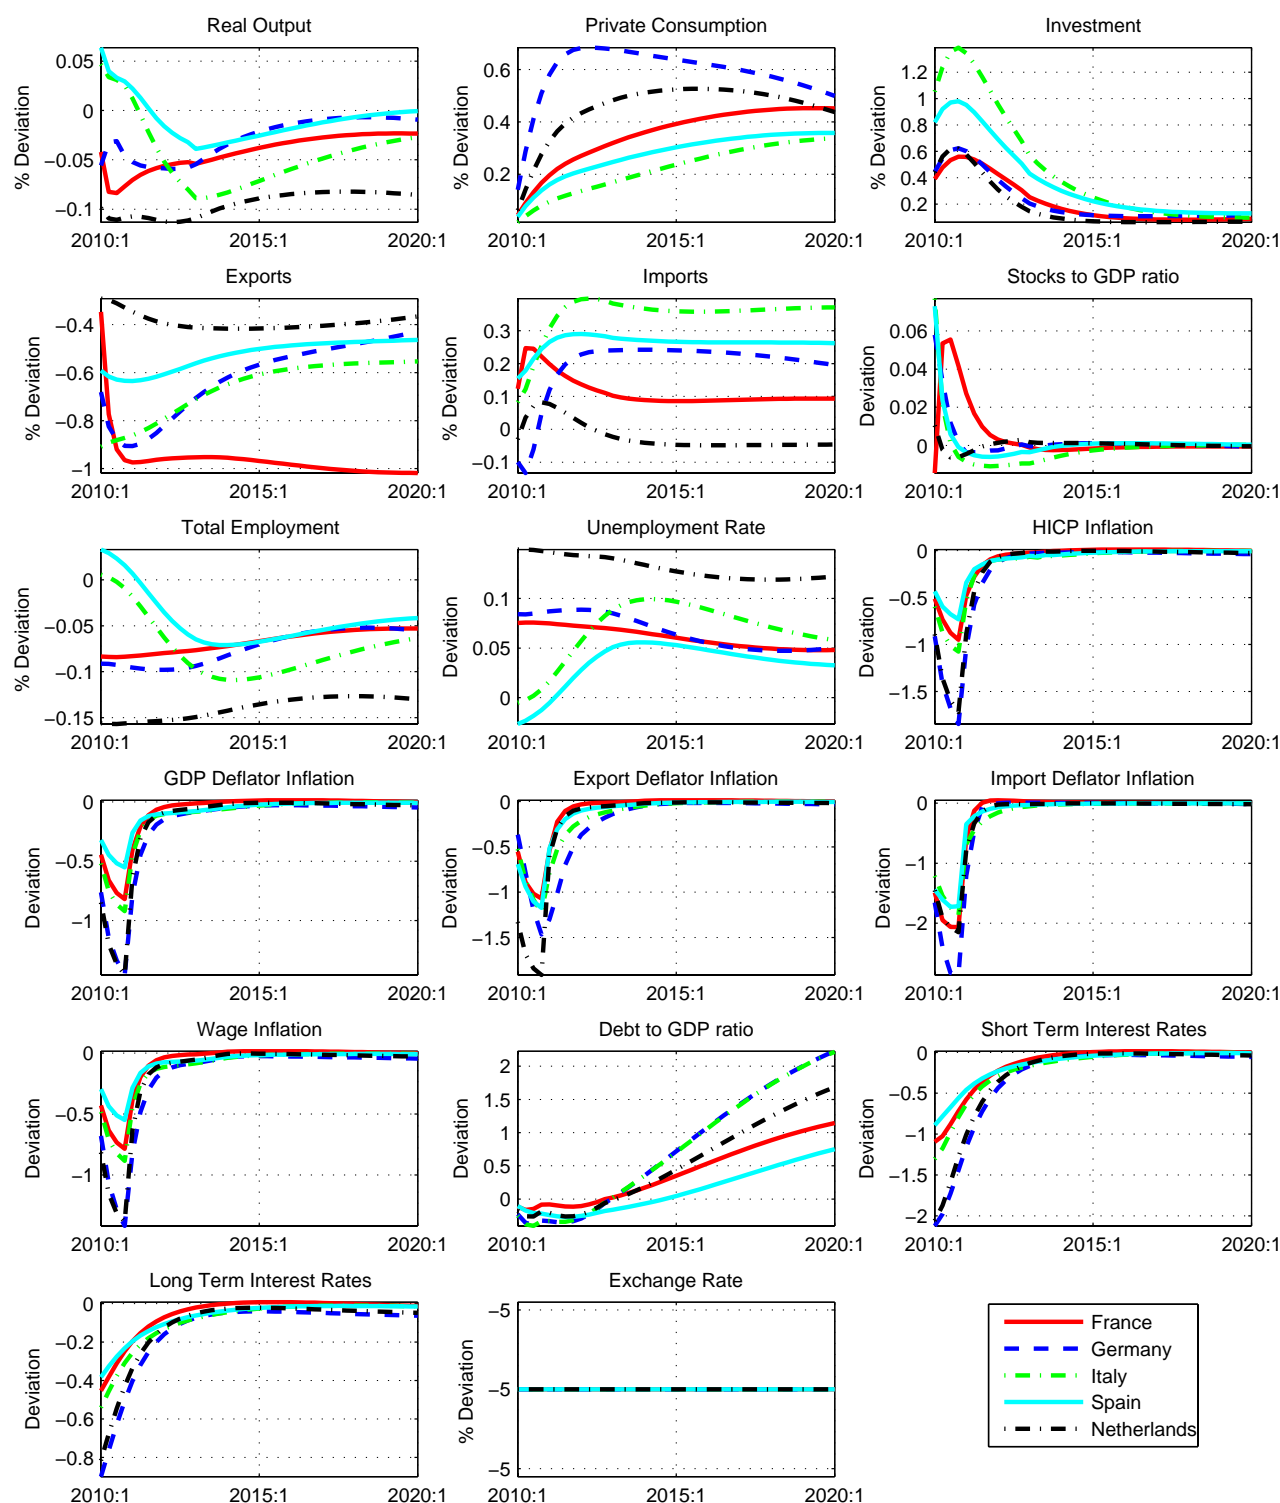 Real Output
Private Consumption
Investment
% Deviation
0.05
0
−0.05
−0.1
2010:1 2015:1 2020:1
% Deviation
0.6
0.4
0.2
2010:1 2015:1 2020:1
% Deviation
1.2
1
0.8
0.6
0.4
0.2
2010:1 2015:1 2020:1
Exports
Imports
Stocks to GDP ratio
% Deviation
−0.4
−0.6
−0.8
−1
2010:1 2015:1 2020:1
% Deviation
0.3
0.2
0.1
0
−0.1
2010:1 2015:1 2020:1
Deviation
0.06
0.04
0.02
0
2010:1 2015:1 2020:1
Total Employment
Unemployment Rate
HICP Inflation
% Deviation
0
−0.05
−0.1
−0.15
2010:1 2015:1 2020:1
Deviation
0.1
0.05
0
2010:1 2015:1 2020:1
Deviation
0
−0.5
−1
−1.5
2010:1 2015:1 2020:1
GDP Deflator Inflation
Export Deflator Inflation
Import Deflator Inflation
Deviation
0
−0.5
−1
2010:1 2015:1 2020:1
Deviation
0
−0.5
−1
−1.5
2010:1 2015:1 2020:1
Deviation
0
−1
−2
2010:1 2015:1 2020:1
Wage Inflation
Debt to GDP ratio
Short Term Interest Rates
Deviation
0
−0.5
−1
2010:1 2015:1 2020:1
Deviation
2
1.5
1
0.5
0
2010:1 2015:1 2020:1
Deviation
0
−0.5
−1
−1.5
−2
2010:1 2015:1 2020:1
Long Term Interest Rates
Exchange Rate
Deviation
0
−0.2
−0.4
−0.6
−0.8
2010:1 2015:1 2020:1
% Deviation
−5
−5
−5
2010:1 2015:1 2020:1
France
Germany
Italy
Spain
Netherlands